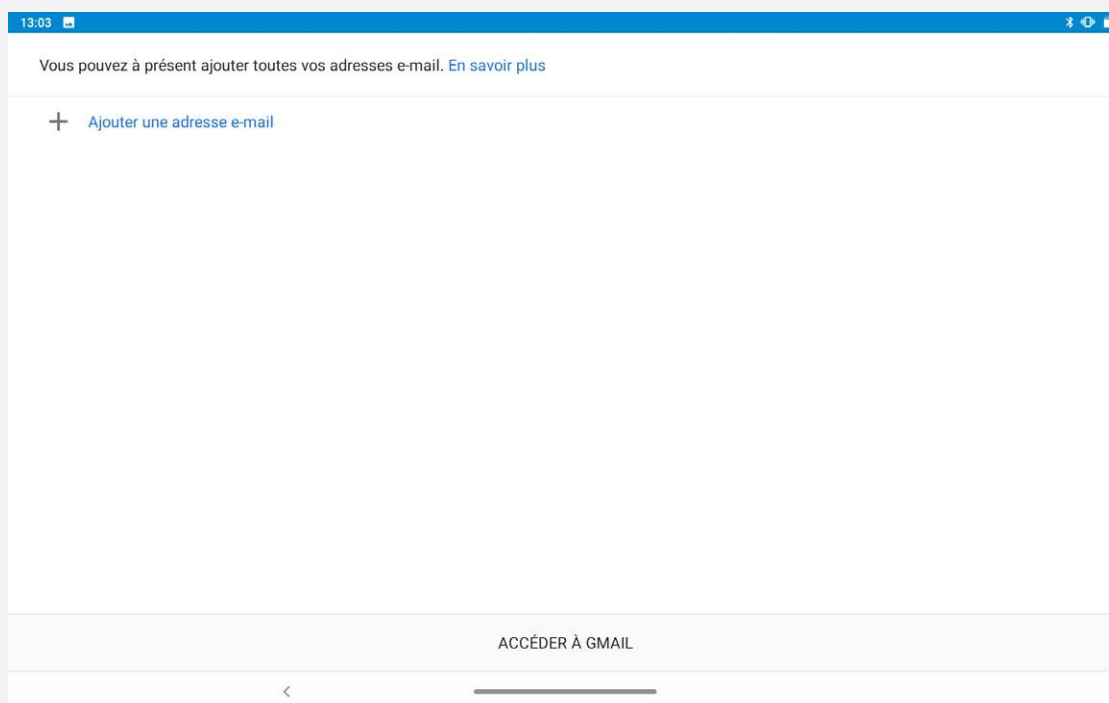 13:03
Vous pouvez à présent ajouter toutes vos adresses e-mail. En savoir plus
Ajouter une adresse e-mail
ACCÉDER À GMAIL